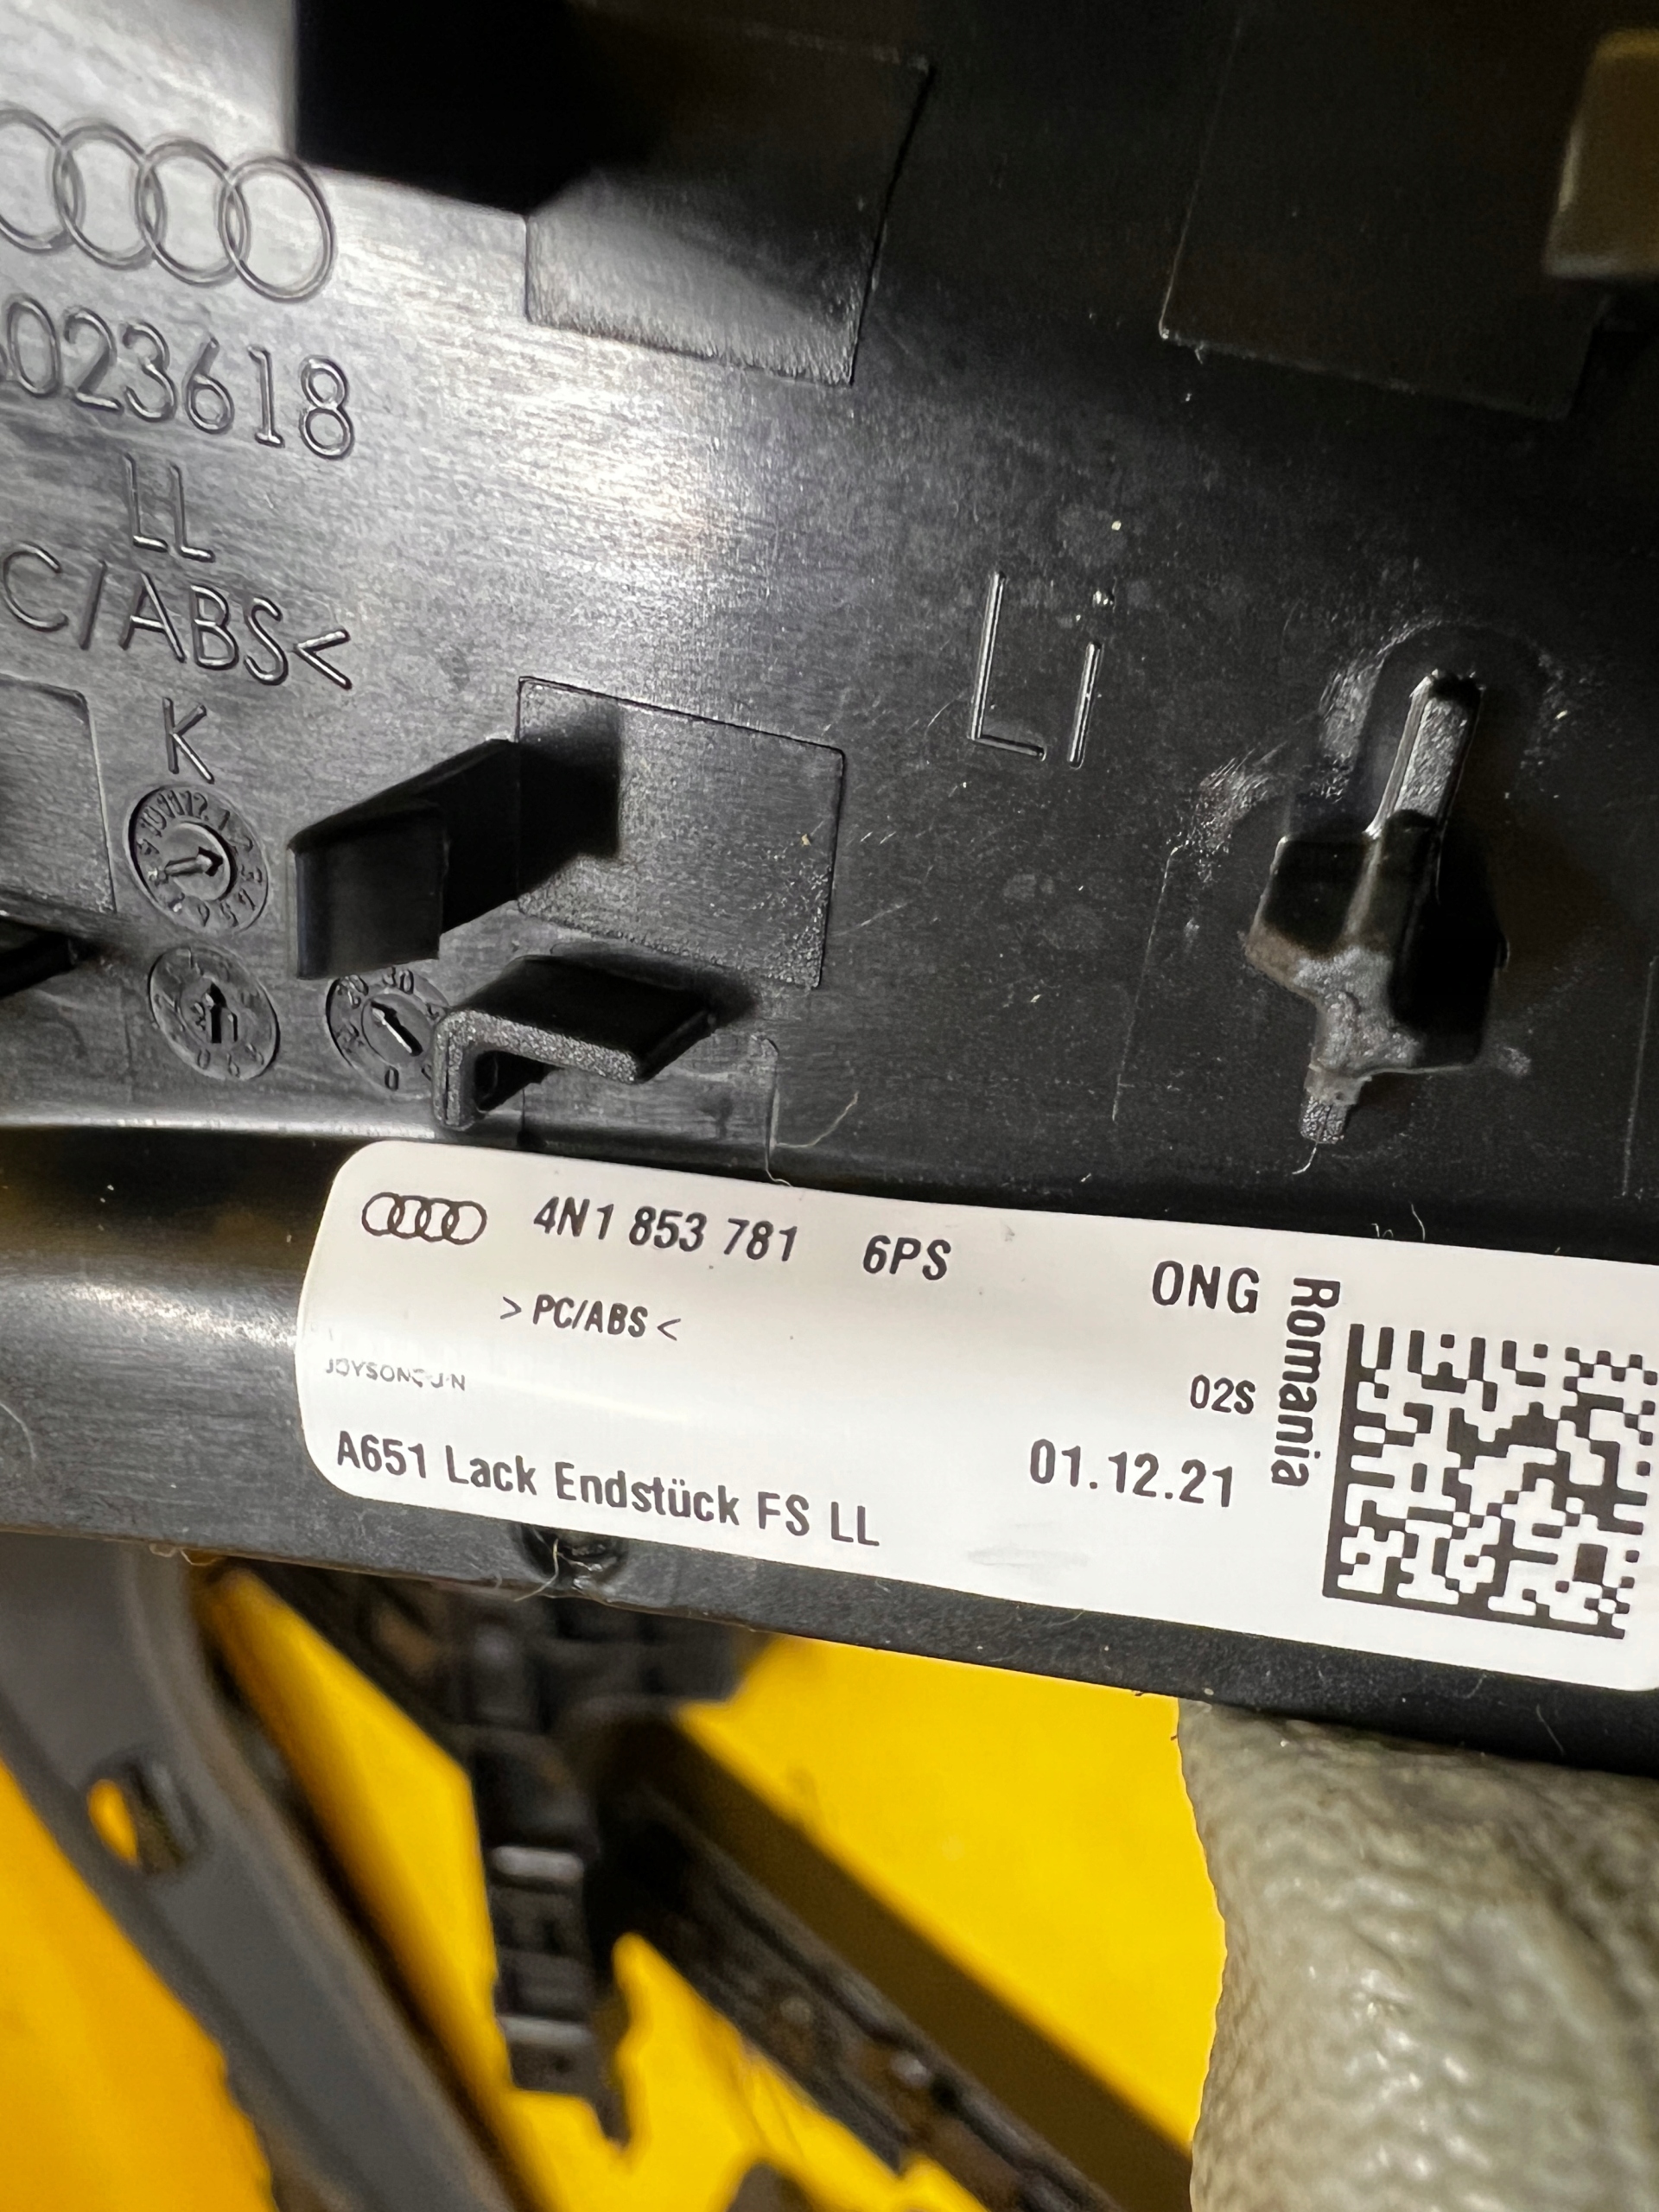 023618
LL
C/ABS<
K
Li
4N1 853 781 6PS
ONG
Romania
> PC/ABS <
02S
01.12.21
A651 Lack Endstück FS LL